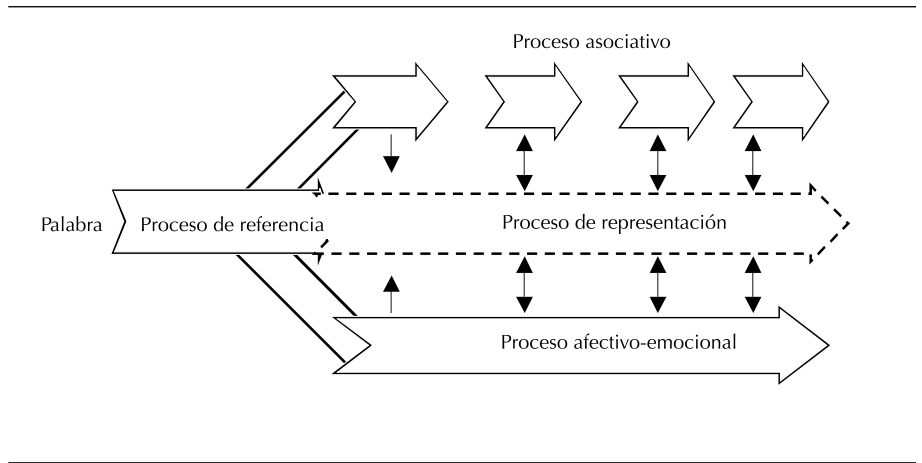 Proceso asociativo
Palabra
Proceso de referencia
Proceso de representación
Proceso afectivo-emocional